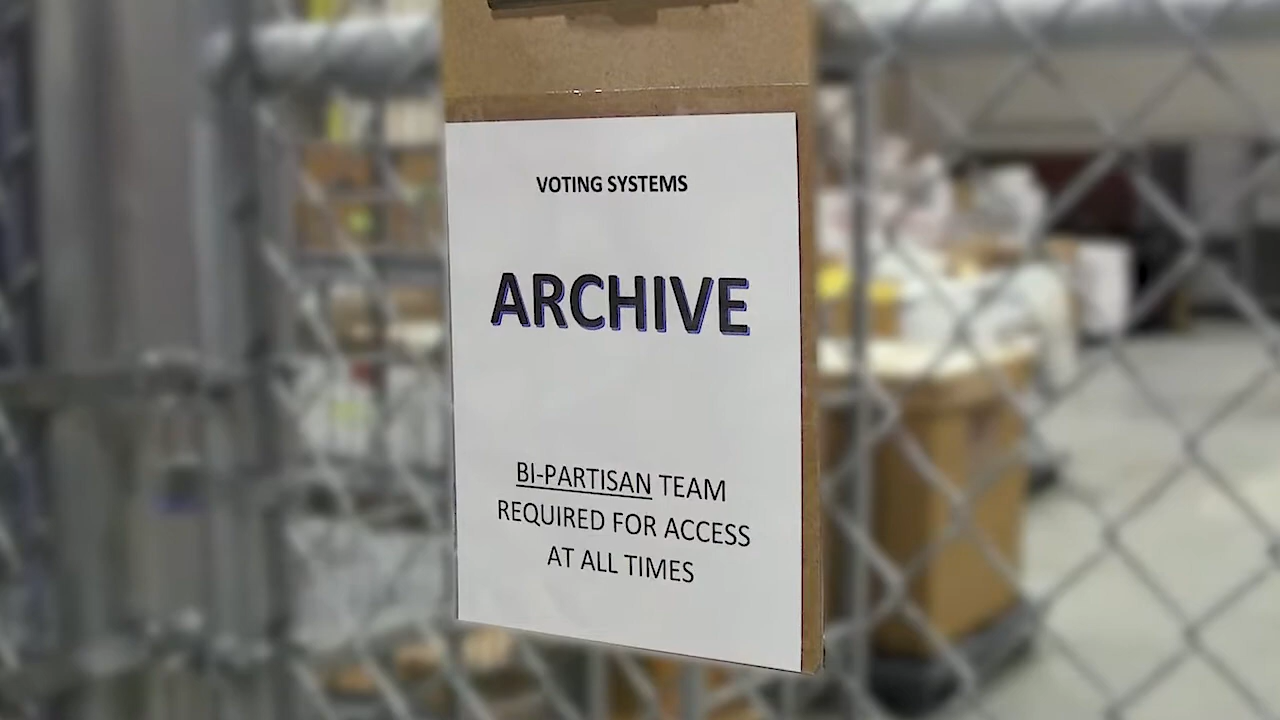 VOTING SYSTEMS
ARCHIVE
BI-PARTISAN TEAM
REQUIRED FOR ACCESS
AT ALL TIMES